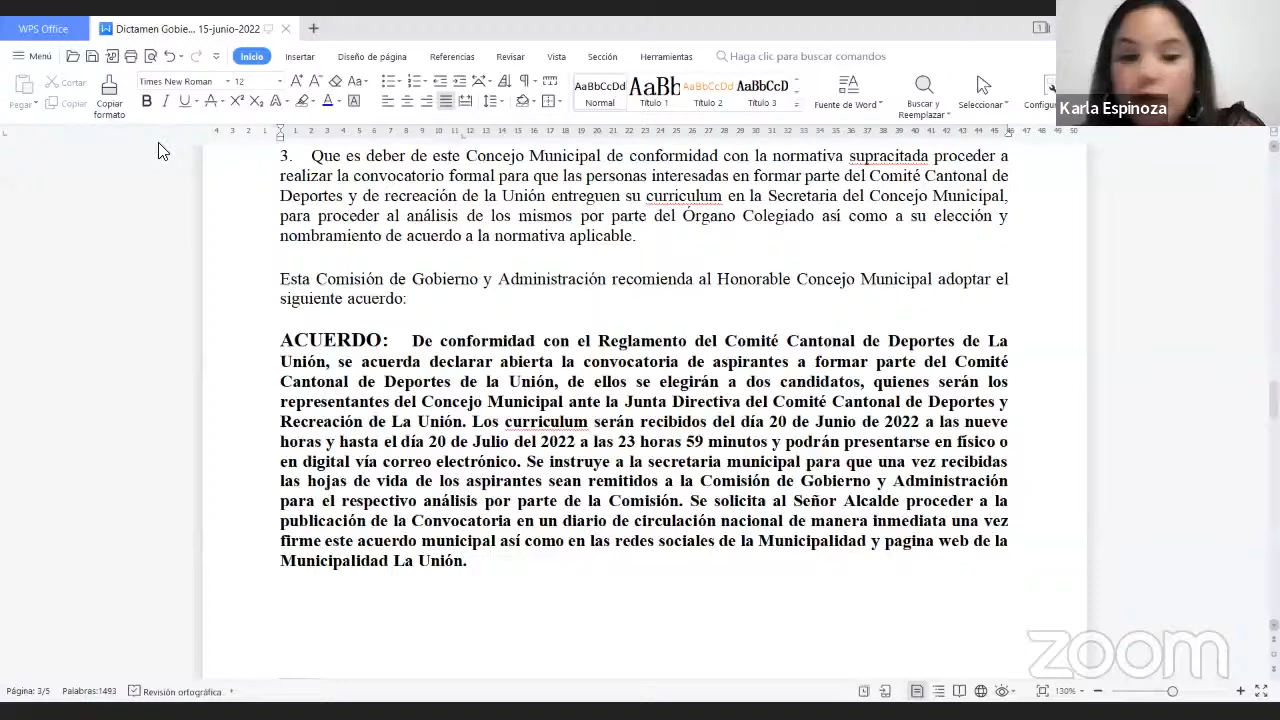 WPS Office
Dictamen Gobie... 15-junio-2022
Menú
Inicio
Insertar
Diseño de página
Referencias
Revisar
Vista
Sección
Herramientas
Haga clic para buscar comandos
Pagar
Cortar
Copiar
Copiar formato
Times New Roman
12
AaBbCcDd
Normal
AaBb
Título 1
AaBbCcDd
Título 2
AaBbCcD
Título 3
Fuente de Word
Buscar y
Reemplazar
Seleccionar
Configu
Karla Espinoza
3. Que es deber de este Concejo Municipal de conformidad con la normativa supracitada proceder a
realizar la convocatorio formal para que las personas interesadas en formar parte del Comité Cantonal de
Deportes y de recreación de la Unión entreguen su curriculum en la Secretaria del Concejo Municipal,
para proceder al análisis de los mismos por parte del Órgano Colegiado así como a su elección y
nombramiento de acuerdo a la normativa aplicable.
Esta Comisión de Gobierno y Administración recomienda al Honorable Concejo Municipal adoptar el
siguiente acuerdo:
ACUERDO: De conformidad con el Reglamento del Comité Cantonal de Deportes de La
Unión, se acuerda declarar abierta la convocatoria de aspirantes a formar parte del Comité
Cantonal de Deportes de la Unión, de ellos se elegirán a dos candidatos, quienes serán los
representantes del Concejo Municipal ante la Junta Directiva del Comité Cantonal de Deportes y
Recreación de La Unión. Los curriculum serán recibidos del día 20 de Junio de 2022 a las nueve
horas y hasta el día 20 de Julio del 2022 a las 23 horas 59 minutos y podrán presentarse en físico o
en digital vía correo electrónico. Se instruye a la secretaria municipal para que una vez recibidas
las hojas de vida de los aspirantes sean remitidos a la Comisión de Gobierno y Administración
para el respectivo análisis por parte de la Comisión. Se solicita al Señor Alcalde proceder a la
publicación de la Convocatoria en un diario de circulación nacional de manera inmediata una vez
firme este acuerdo municipal así como en las redes sociales de la Municipalidad y pagina web de la
Municipalidad La Unión.
zoom
Página: 3/5 Palabras:1493 Revisión ortográfica
130%